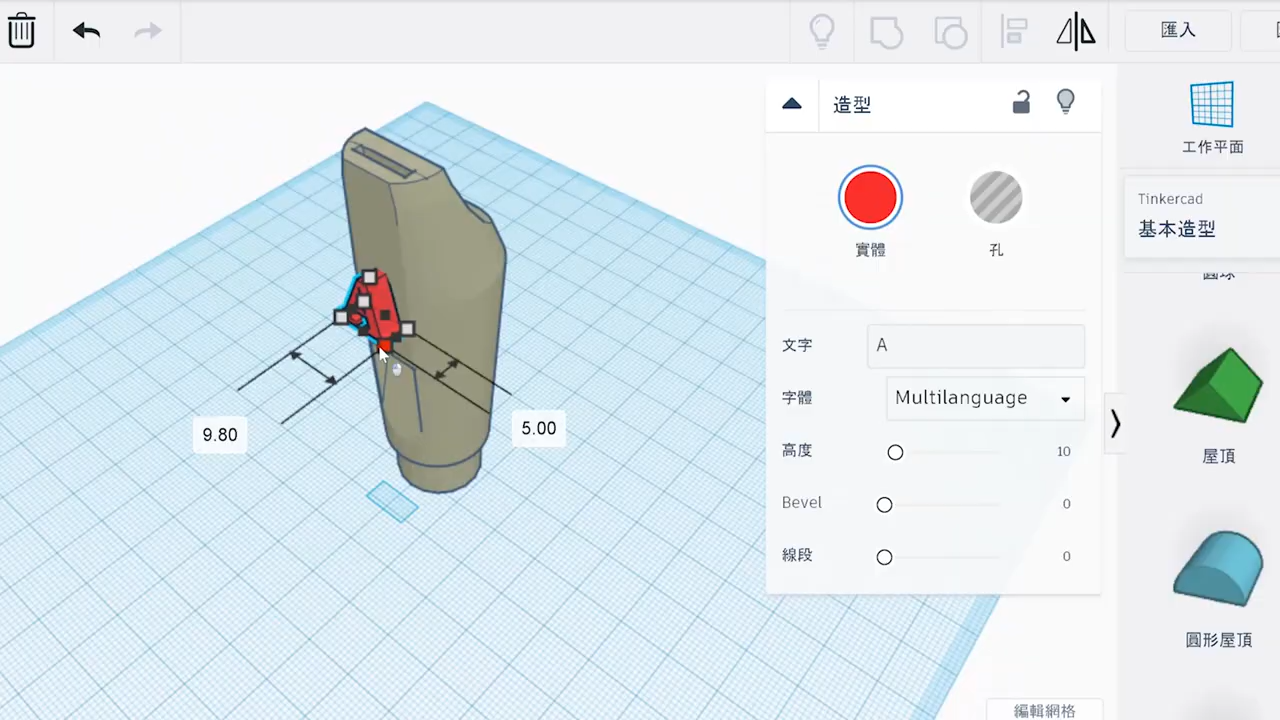 匯入
造型
工作平面
Tinkercad
基本造型
實體
孔
圓球
文字
A
字體
Multilanguage
高度
10
9.80
5.00
屋頂
Bevel
0
線段
0
圓形屋頂
編輯網格